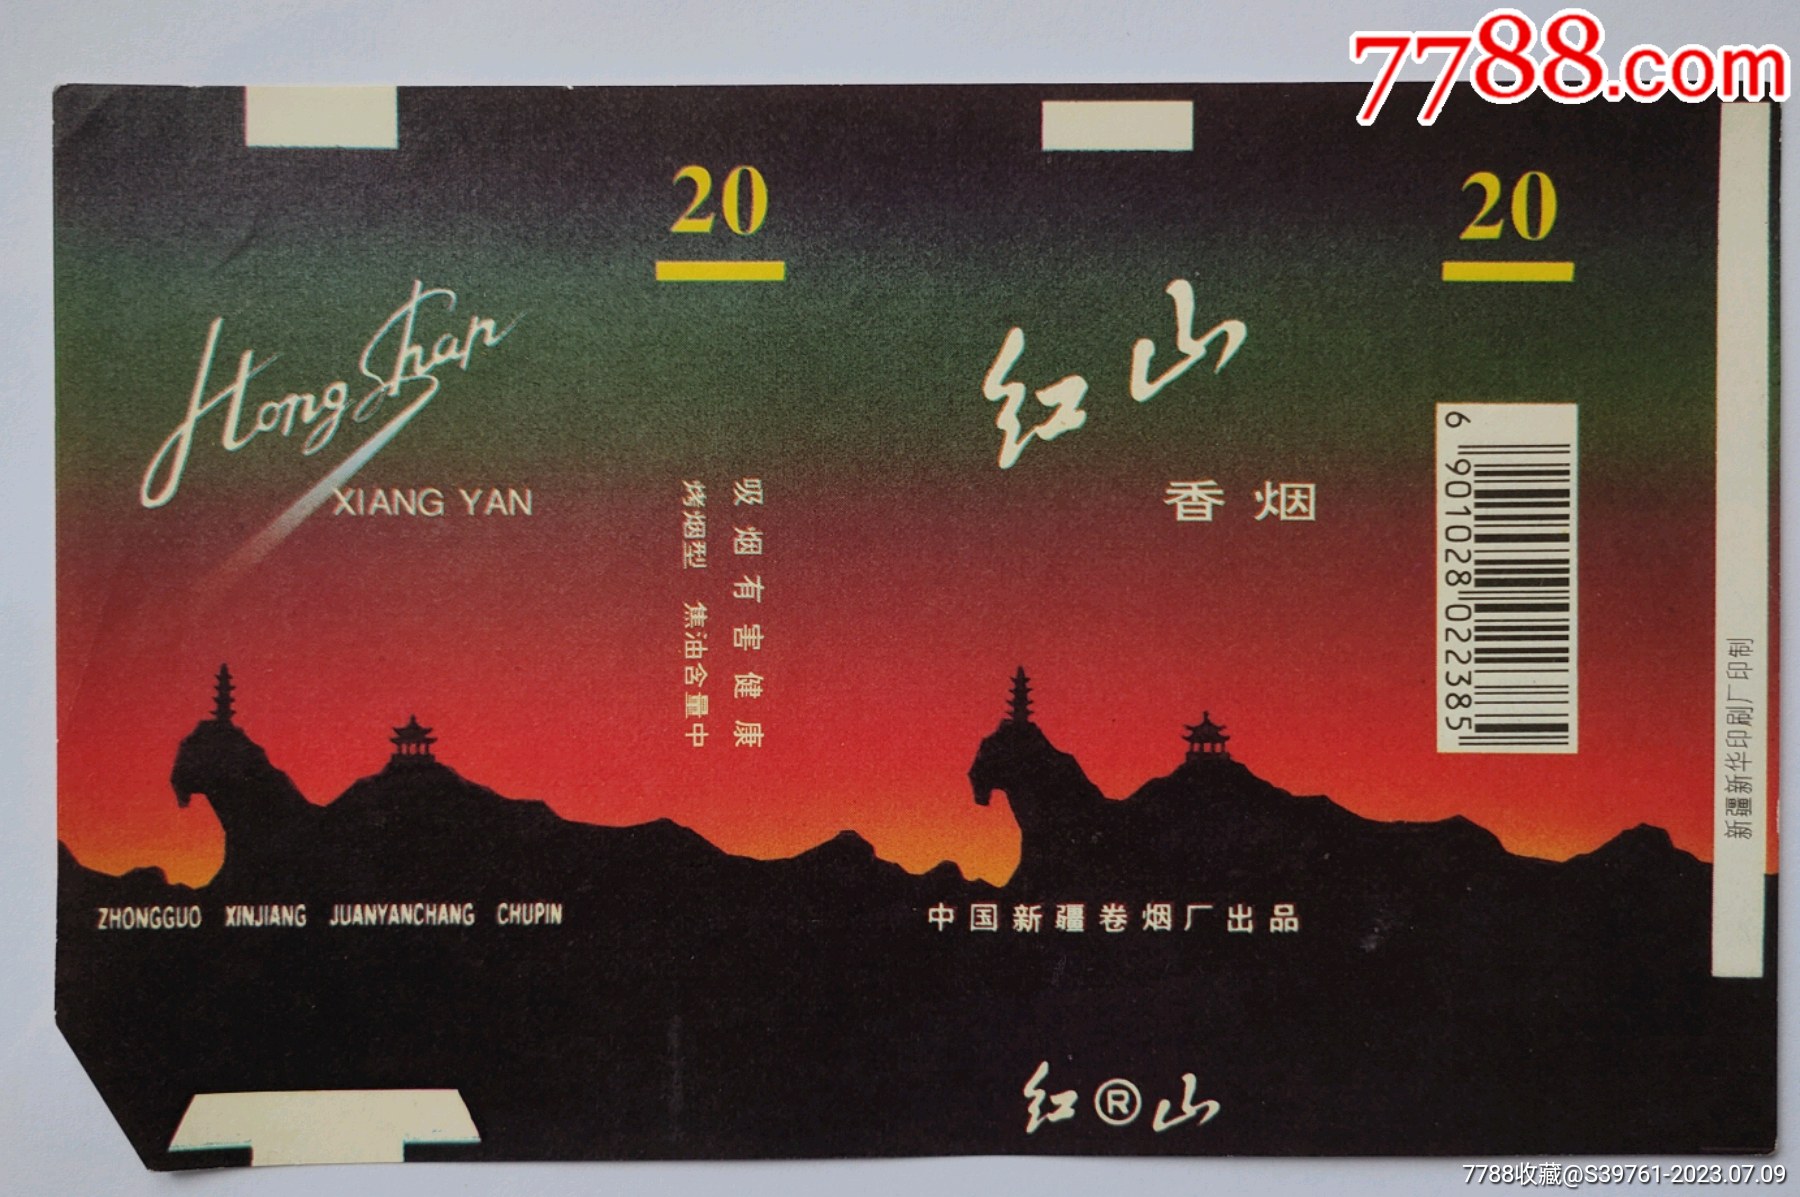 7788.com
20
20
Hong Shan
红山
XIANG YAN
香烟
吸烟有害健康
烤烟型 焦油含量中
6 901028 022385
新疆新华印刷厂印制
ZHONGGUO XINJIANG JUANYANCHANG CHUPIN
中国新疆卷烟厂出品
红®山
7788收藏@S39761-2023.07.09